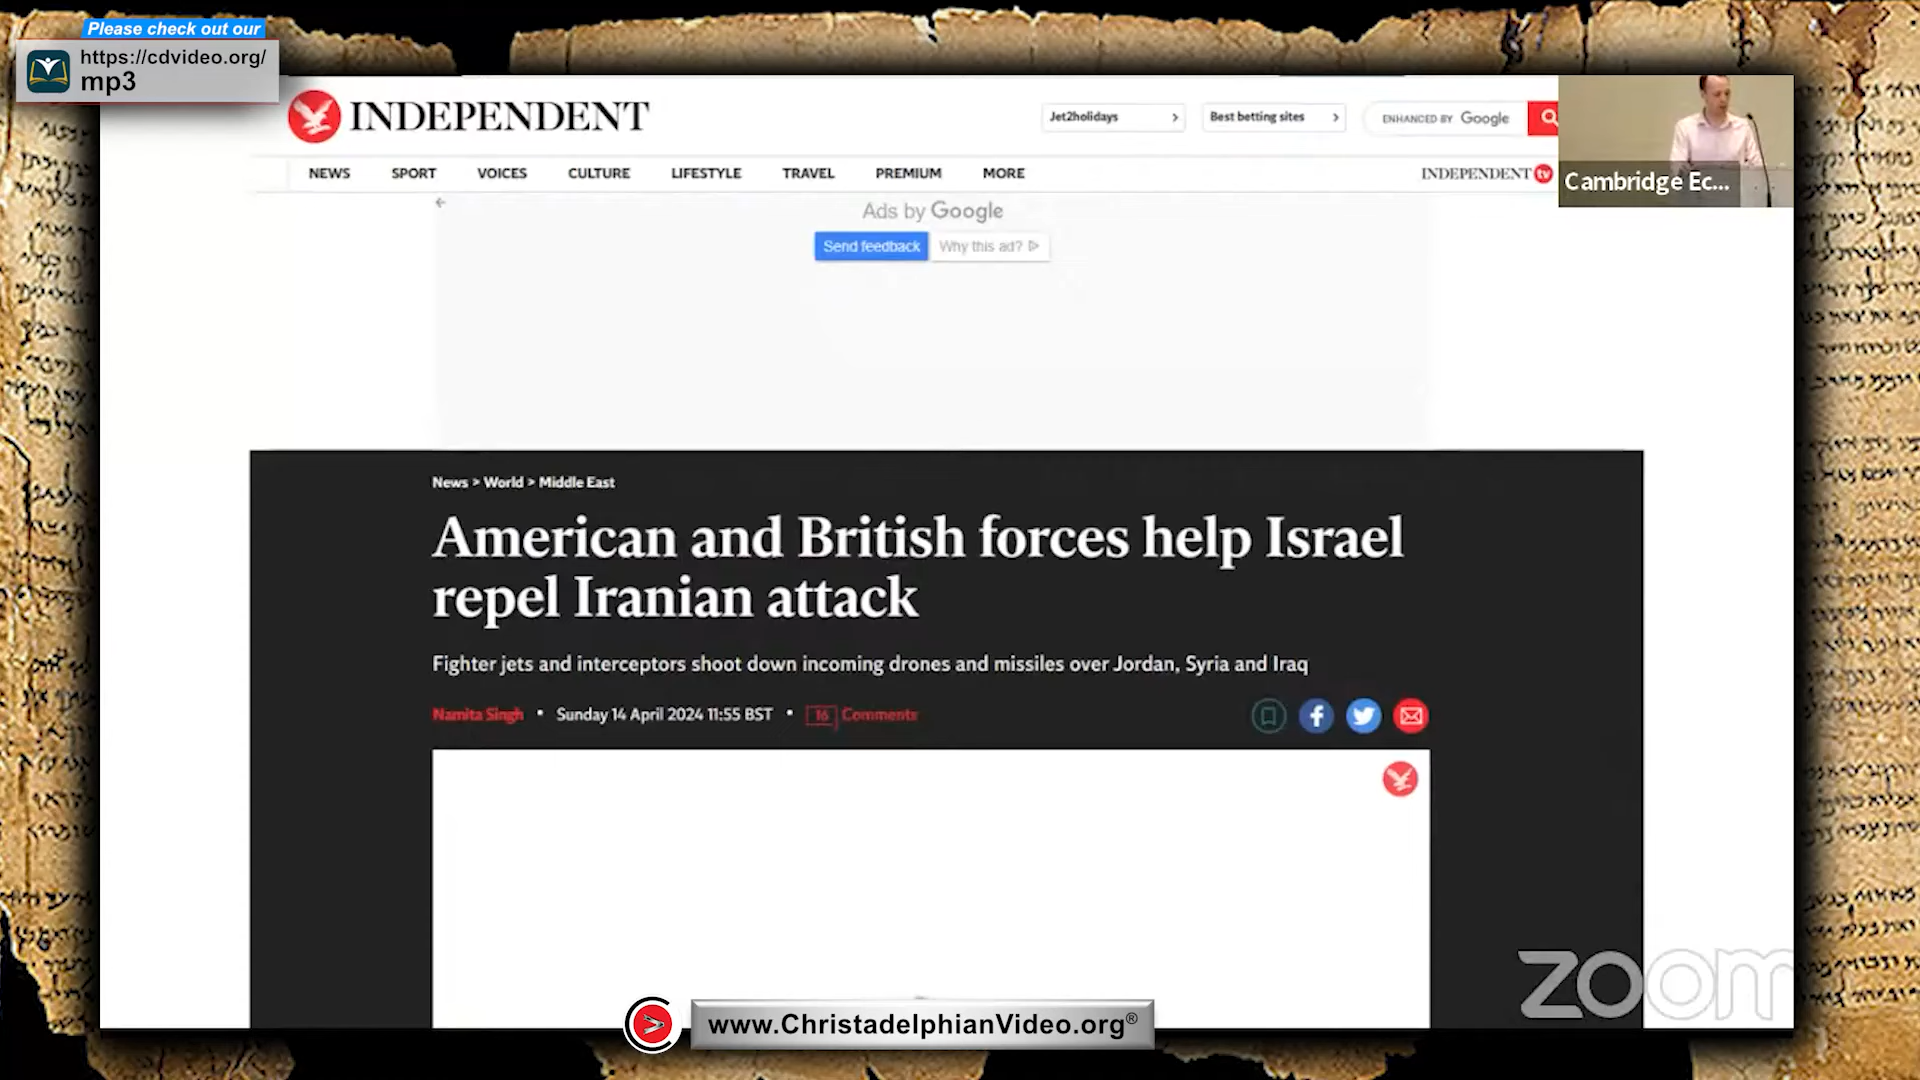 Please check out our
https://cdvideo.org/
mp3
INDEPENDENT
Jet2holidays
Best betting sites
ENHANCED BY Google
NEWS SPORT VOICES CULTURE LIFESTYLE TRAVEL PREMIUM MORE
INDEPENDENT tv
Cambridge Ec...
Ads by Google
Send feedback
Why this ad?
News > World > Middle East
American and British forces help Israel
repel Iranian attack
Fighter jets and interceptors shoot down incoming drones and missiles over Jordan, Syria and Iraq
Namita Singh • Sunday 14 April 2024 11:55 BST • 16 Comments
zoom
www.ChristadelphianVideo.org®